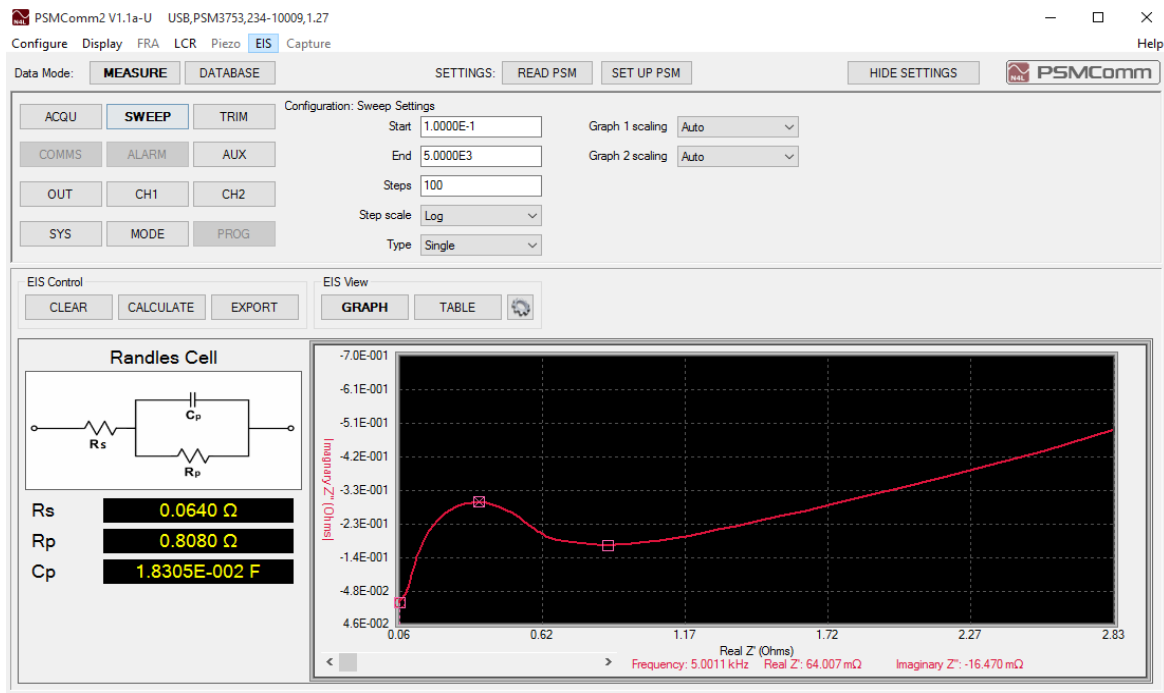 PSMComm2 V1.1a-U USB,PSM3753,234-10009,1.27
Configure Display FRA LCR Piezo EIS Capture Help
Data Mode: MEASURE DATABASE SETTINGS: READ PSM SET UP PSM HIDE SETTINGS N4L PSMComm
Configuration: Sweep Settings
ACQU SWEEP TRIM Start 1.0000E-1 Graph 1 scaling Auto
COMMS ALARM AUX End 5.0000E3 Graph 2 scaling Auto
OUT CH1 CH2 Steps 100
Step scale Log
SYS MODE PROG Type Single
EIS Control EIS View
CLEAR CALCULATE EXPORT GRAPH TABLE
Randles Cell
Cp
Rs
Rp
Rs 0.0640 Ω
Rp 0.8080 Ω
Cp 1.8305E-002 F
-7.0E-001
-6.1E-001
-5.1E-001
-4.2E-001
-3.3E-001
-2.3E-001
-1.4E-001
-4.8E-002
4.6E-002
Imagnary Z'' (Ohms)
0.06 0.62 1.17 1.72 2.27 2.83
Real Z' (Ohms)
Frequency: 5.0011 kHz Real Z': 64.007 mΩ Imaginary Z'': -16.470 mΩ